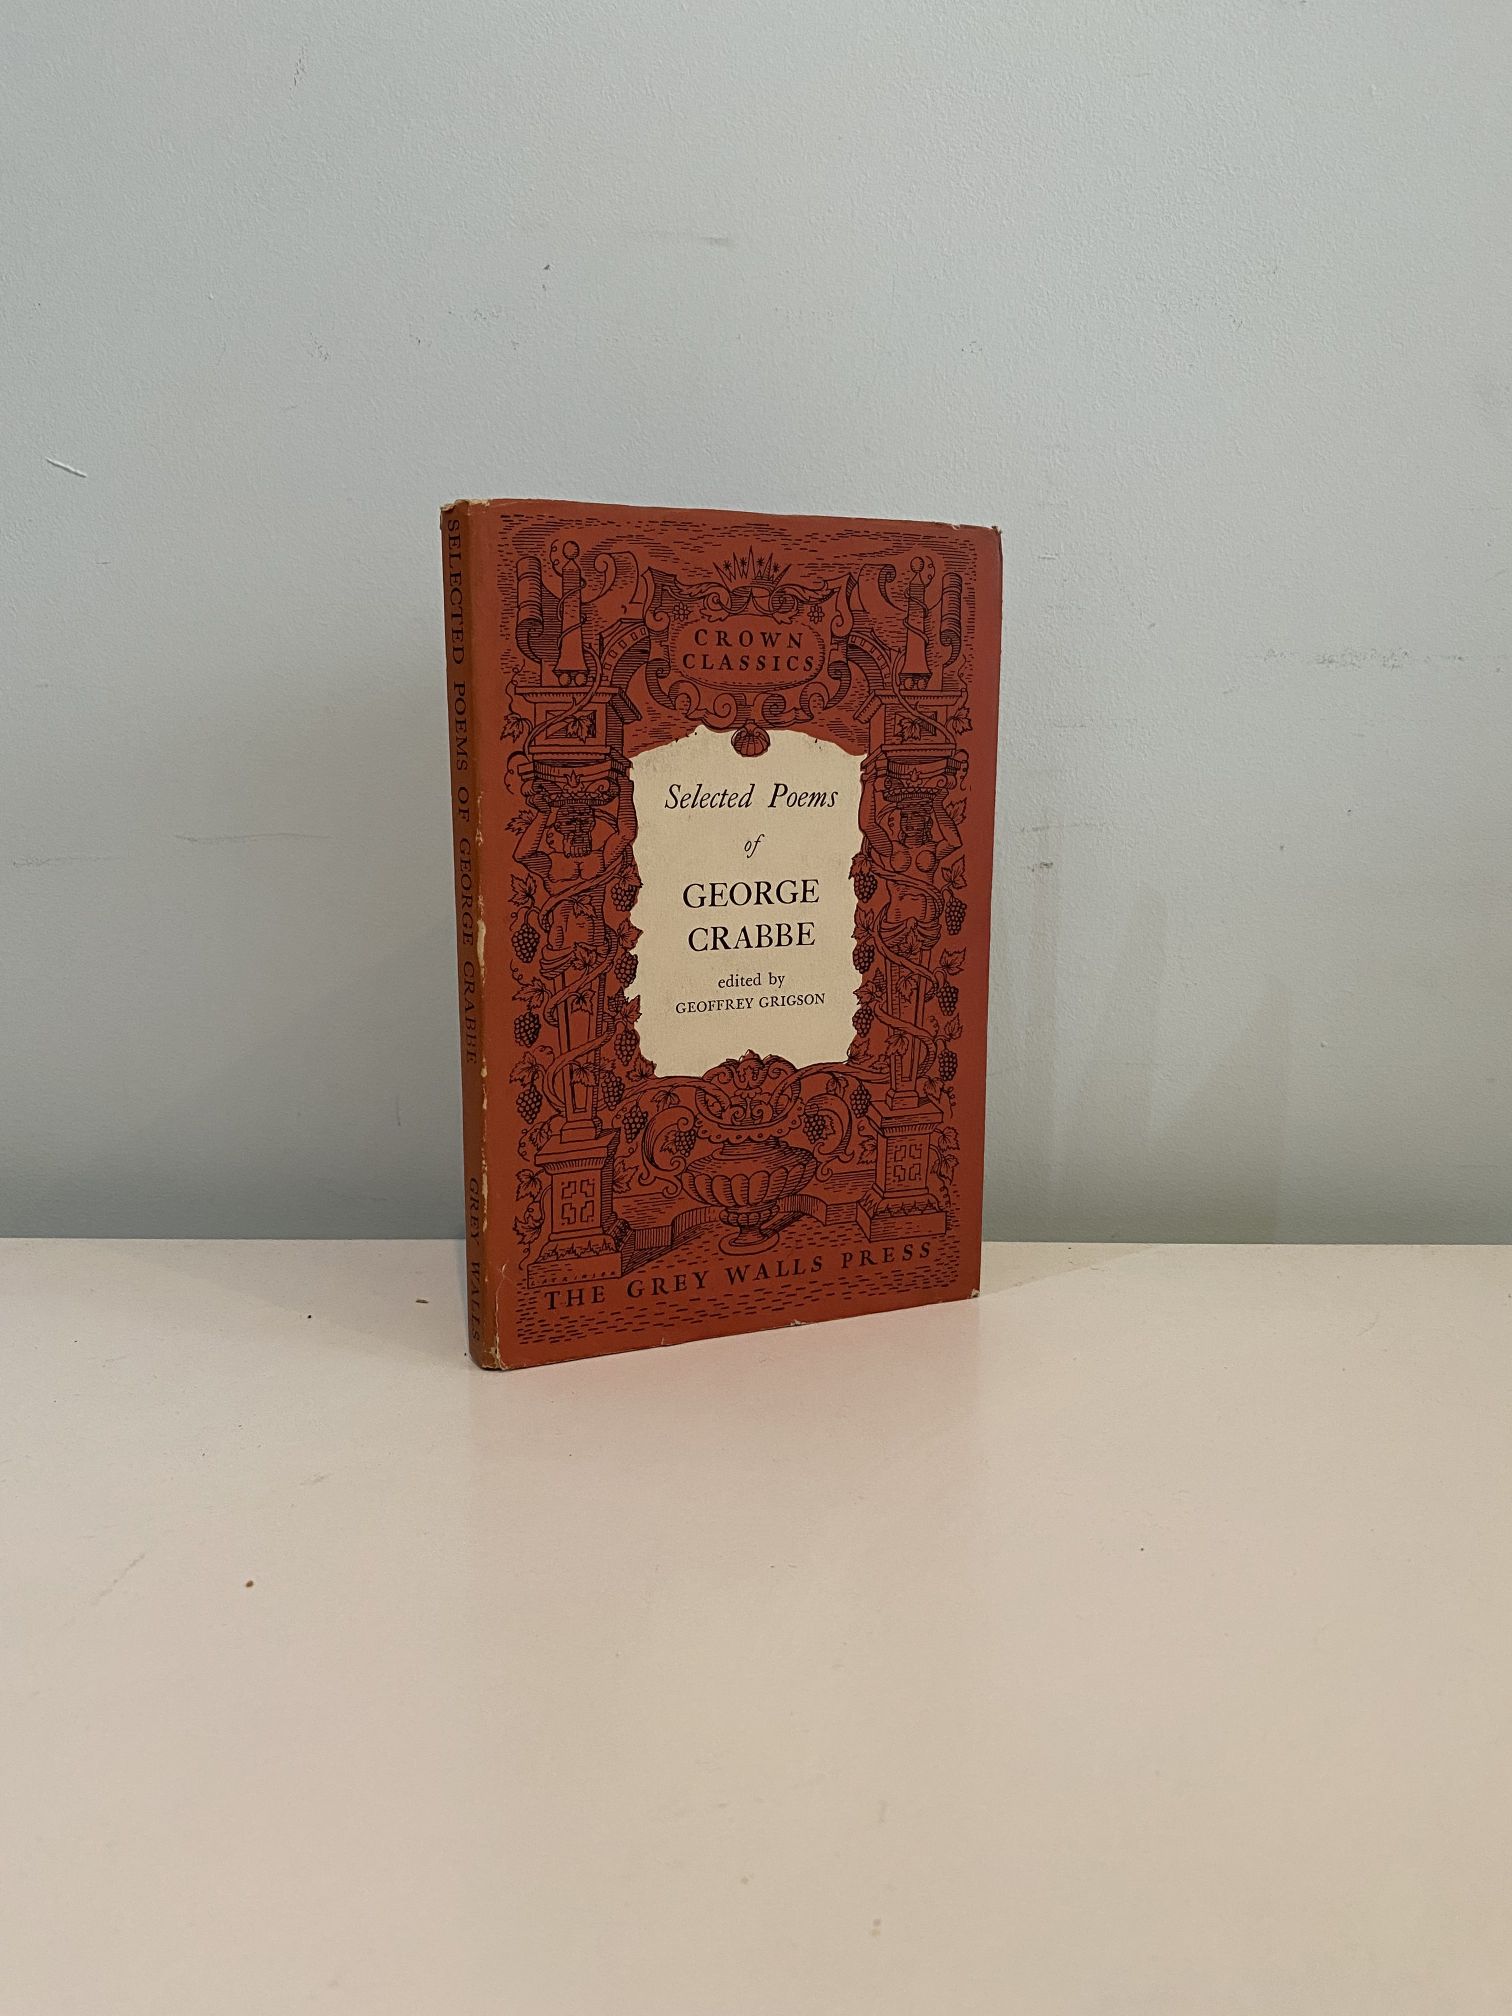 SELECTED POEMS OF GEORGE CRABBE GREY WALLS
CROWN
CLASSICS
Selected Poems
of
GEORGE
CRABBE
edited by
GEOFFREY GRIGSON
THE GREY WALLS PRESS